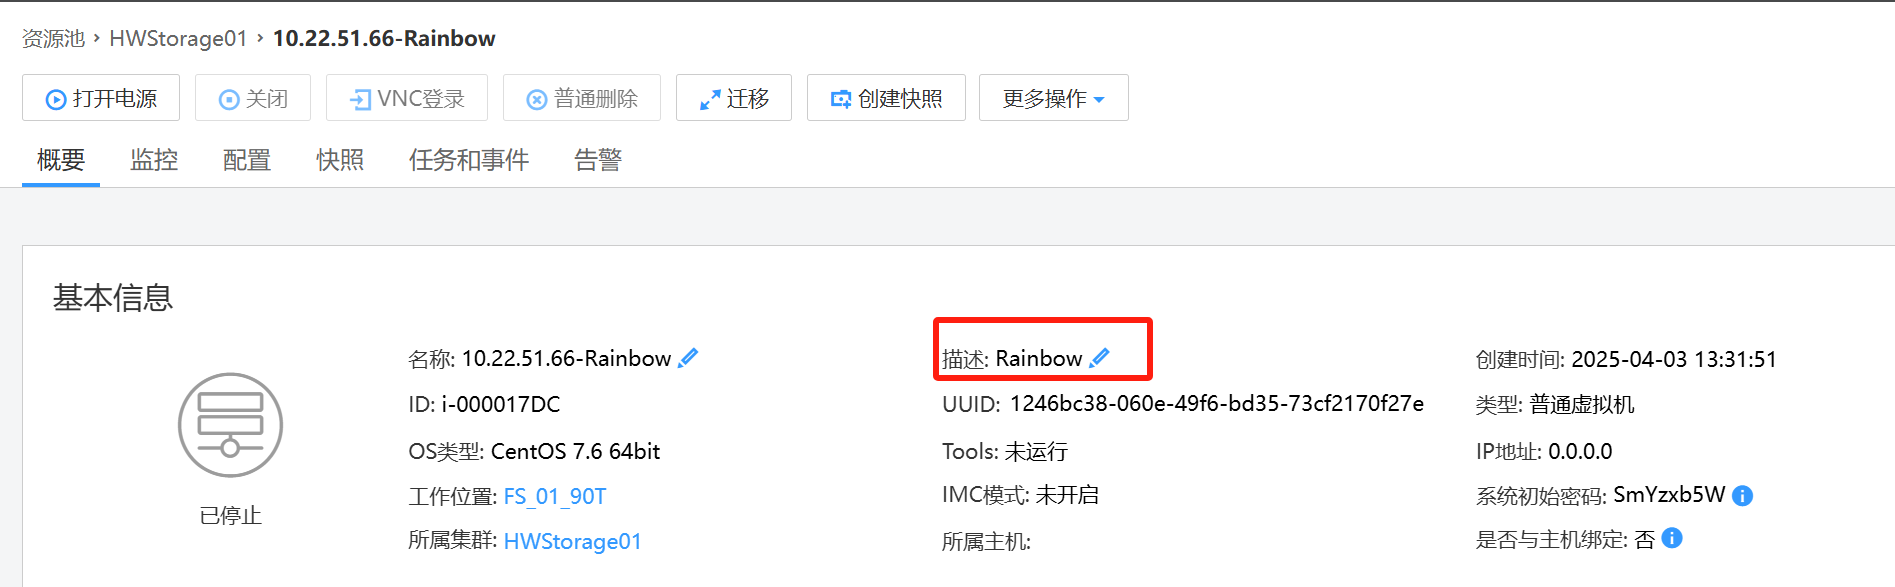 资源池 › HWStorage01 › 10.22.51.66-Rainbow
打开电源 关闭 VNC登录 普通删除 迁移 创建快照 更多操作
概要 监控 配置 快照 任务和事件 告警
基本信息
已停止
名称: 10.22.51.66-Rainbow
ID: i-000017DC
OS类型: CentOS 7.6 64bit
工作位置: FS_01_90T
所属集群: HWStorage01
描述: Rainbow
UUID: 1246bc38-060e-49f6-bd35-73cf2170f27e
Tools: 未运行
IMC模式: 未开启
所属主机:
创建时间: 2025-04-03 13:31:51
类型: 普通虚拟机
IP地址: 0.0.0.0
系统初始密码: SmYzxb5W
是否与主机绑定: 否